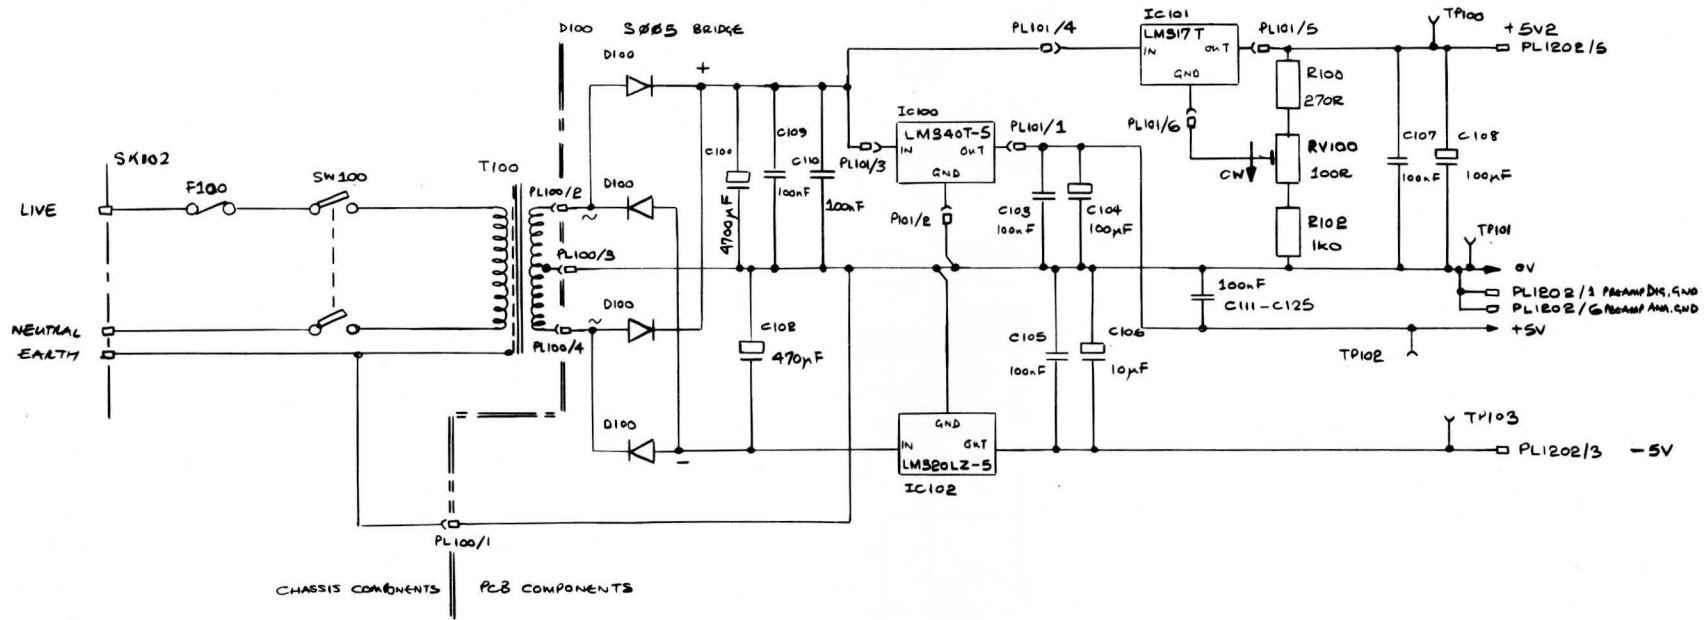 D100 SØØ5 BRIDGE
D100
+
PL101/4
IC101
LM317T
IN
OUT
GND
PL101/5
TP100
+5V2
PL1202/5
R100
270R
PL101/6
CW
RV100
100R
R102
1K0
C107
100nF
C108
100µF
IC100
LM340T-5
IN
OUT
GND
PL101/1
PL101/3
P101/2
C100
4700µF
C109
100nF
C110
100nF
C103
100nF
C104
100µF
SK102
F100
SW100
T100
PL100/2
D100
~
LIVE
PL100/3
D100
~
PL100/4
NEUTRAL
EARTH
C102
470µF
C105
100nF
C106
10µF
100nF
C111-C125
TP101
0V
PL1202/1 PREAMP DIG. GND
PL1202/6 PREAMP ANA. GND
+5V
TP102
D100
-
GND
IN
OUT
LM320LZ-5
IC102
TP103
PL1202/3 -5V
PL100/1
CHASSIS COMPONENTS
PCB COMPONENTS